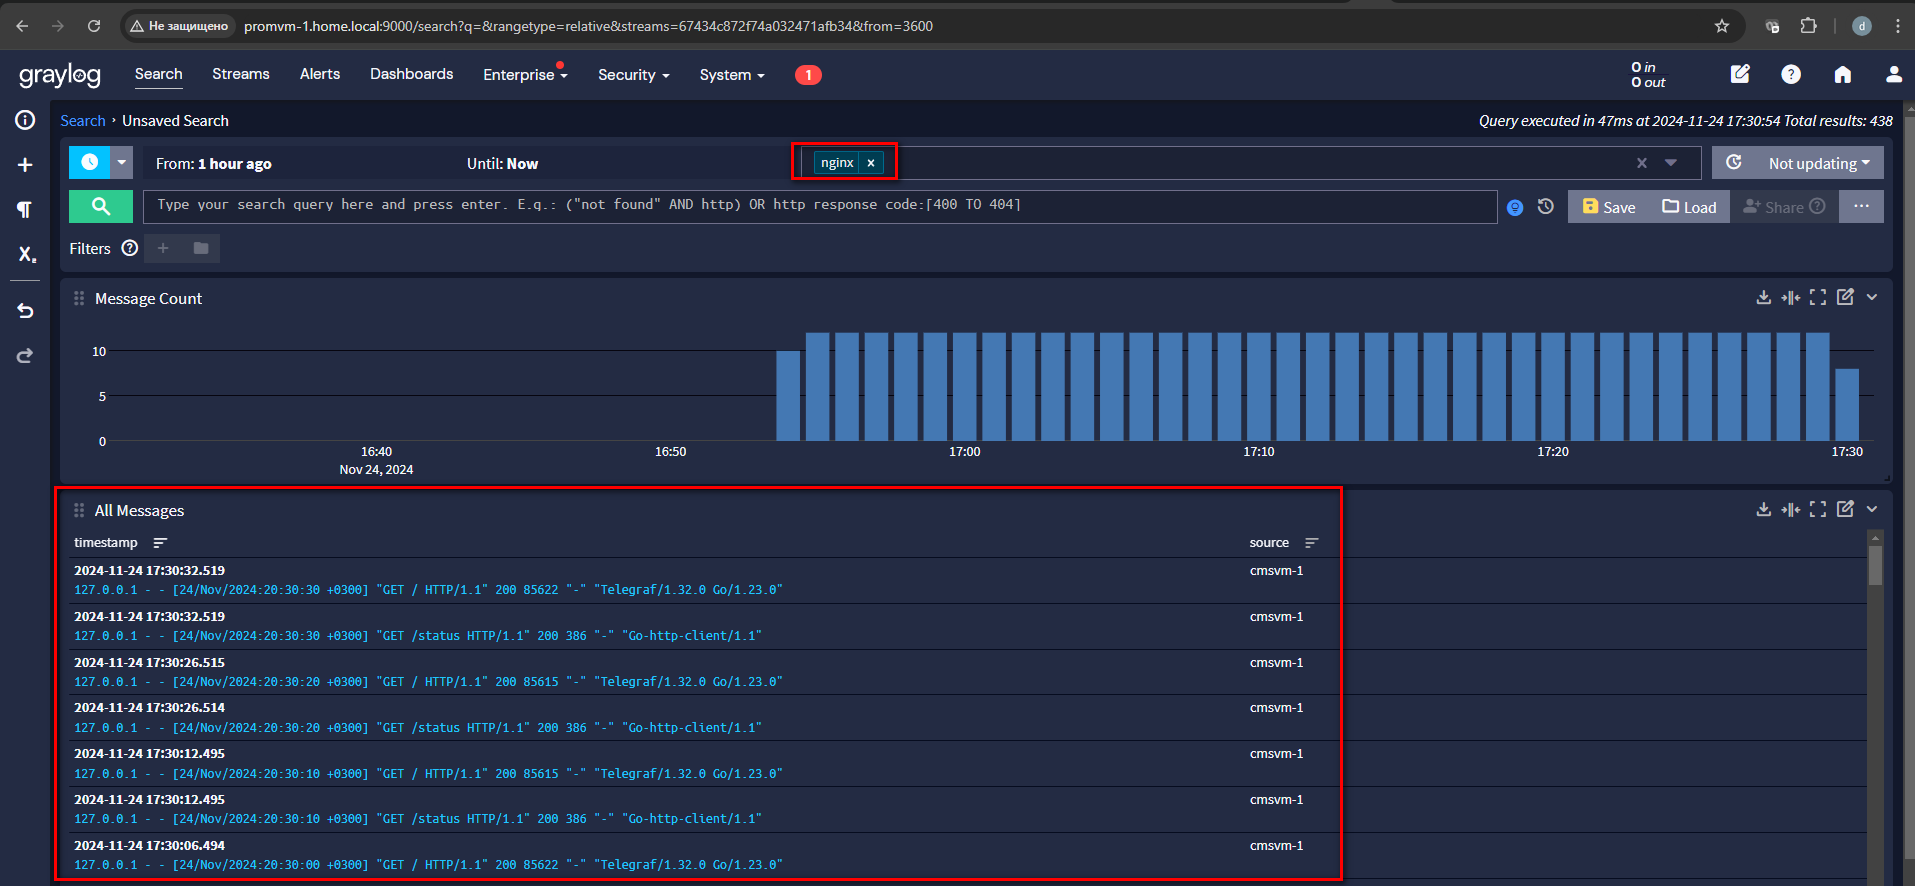 Не защищено promvm-1.home.local:9000/search?q=&rangetype=relative&streams=67434c872f74a032471afb34&from=3600 d
graylog Search Streams Alerts Dashboards Enterprise Security System 1 0 in
0 out
Search › Unsaved Search Query executed in 47ms at 2024-11-24 17:30:54 Total results: 438
From: 1 hour ago Until: Now nginx x Not updating
Type your search query here and press enter. E.g.: ("not found" AND http) OR http_response_code:[400 TO 404] Save Load Share ...
Filters
Message Count
10
5
0
16:40 16:50 17:00 17:10 17:20 17:30
Nov 24, 2024
All Messages
timestamp source
2024-11-24 17:30:32.519 cmsvm-1
127.0.0.1 - - [24/Nov/2024:20:30:30 +0300] "GET / HTTP/1.1" 200 85622 "-" "Telegraf/1.32.0 Go/1.23.0"
2024-11-24 17:30:32.519 cmsvm-1
127.0.0.1 - - [24/Nov/2024:20:30:30 +0300] "GET /status HTTP/1.1" 200 386 "-" "Go-http-client/1.1"
2024-11-24 17:30:26.515 cmsvm-1
127.0.0.1 - - [24/Nov/2024:20:30:20 +0300] "GET / HTTP/1.1" 200 85615 "-" "Telegraf/1.32.0 Go/1.23.0"
2024-11-24 17:30:26.514 cmsvm-1
127.0.0.1 - - [24/Nov/2024:20:30:20 +0300] "GET /status HTTP/1.1" 200 386 "-" "Go-http-client/1.1"
2024-11-24 17:30:12.495 cmsvm-1
127.0.0.1 - - [24/Nov/2024:20:30:10 +0300] "GET / HTTP/1.1" 200 85615 "-" "Telegraf/1.32.0 Go/1.23.0"
2024-11-24 17:30:12.495 cmsvm-1
127.0.0.1 - - [24/Nov/2024:20:30:10 +0300] "GET /status HTTP/1.1" 200 386 "-" "Go-http-client/1.1"
2024-11-24 17:30:06.494 cmsvm-1
127.0.0.1 - - [24/Nov/2024:20:30:00 +0300] "GET / HTTP/1.1" 200 85622 "-" "Telegraf/1.32.0 Go/1.23.0"